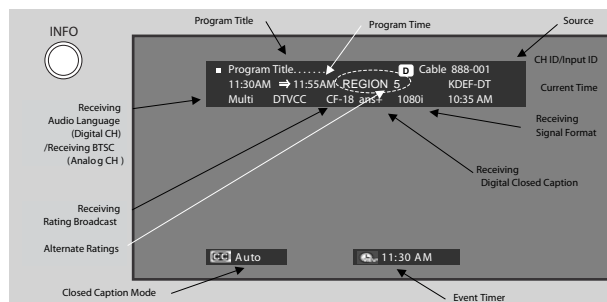 INFO
Program Title
Program Time
Source
Program Title.......
D Cable 888-001
CH ID/Input ID
11:30AM ⇒ 11:55AM REGION 5
KDEF-DT
Current Time
Multi DTVCC CF-18 ans+ 1080i 10:35 AM
Receiving
Audio Language
(Digital CH)
/Receiving BTSC
(Analog CH )
Receiving
Signal Format
Receiving
Digital Closed Caption
Receiving
Rating Broadcast
Alternate Ratings
CC Auto
11:30 AM
Closed Caption Mode
Event Timer